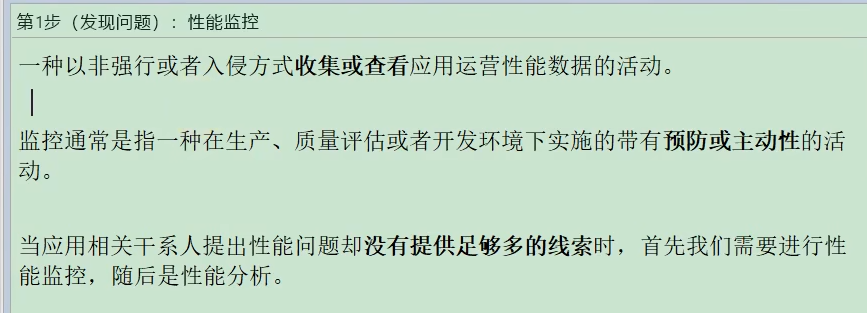 第1步（发现问题）：性能监控
一种以非强行或者入侵方式收集或查看应用运营性能数据的活动。
监控通常是指一种在生产、质量评估或者开发环境下实施的带有预防或主动性的活
动。
当应用相关干系人提出性能问题却没有提供足够多的线索时，首先我们需要进行性
能监控，随后是性能分析。